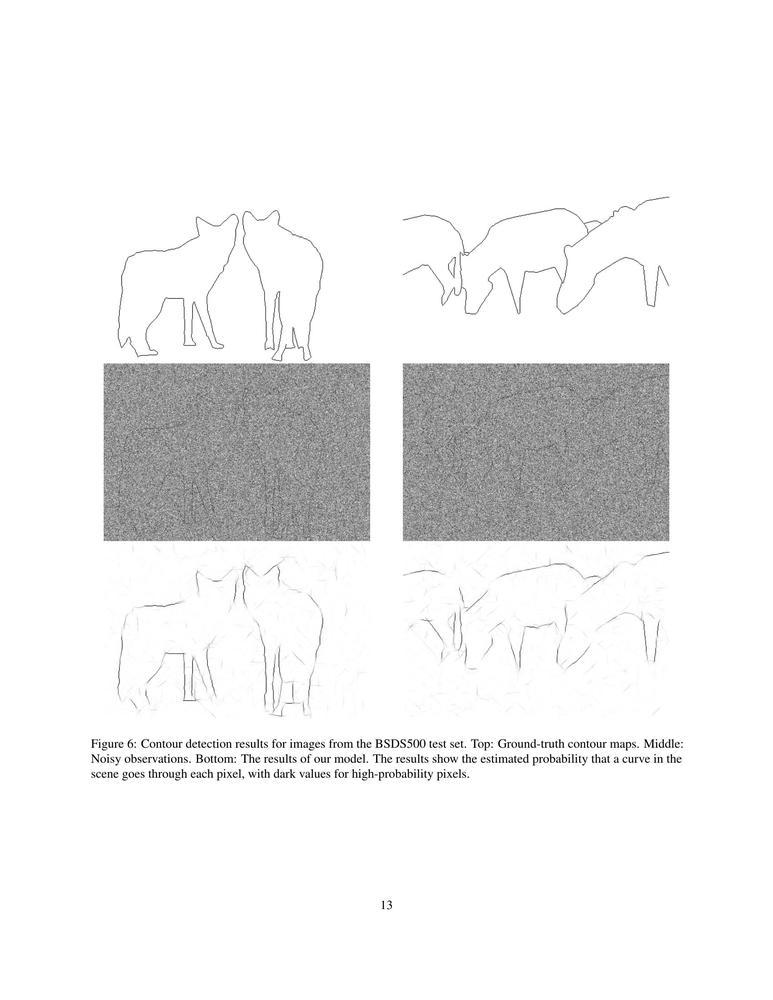 Figure 6: Contour detection results for images from the BSDS500 test set. Top: Ground-truth contour maps. Middle:
Noisy observations. Bottom: The results of our model. The results show the estimated probability that a curve in the
scene goes through each pixel, with dark values for high-probability pixels.
13